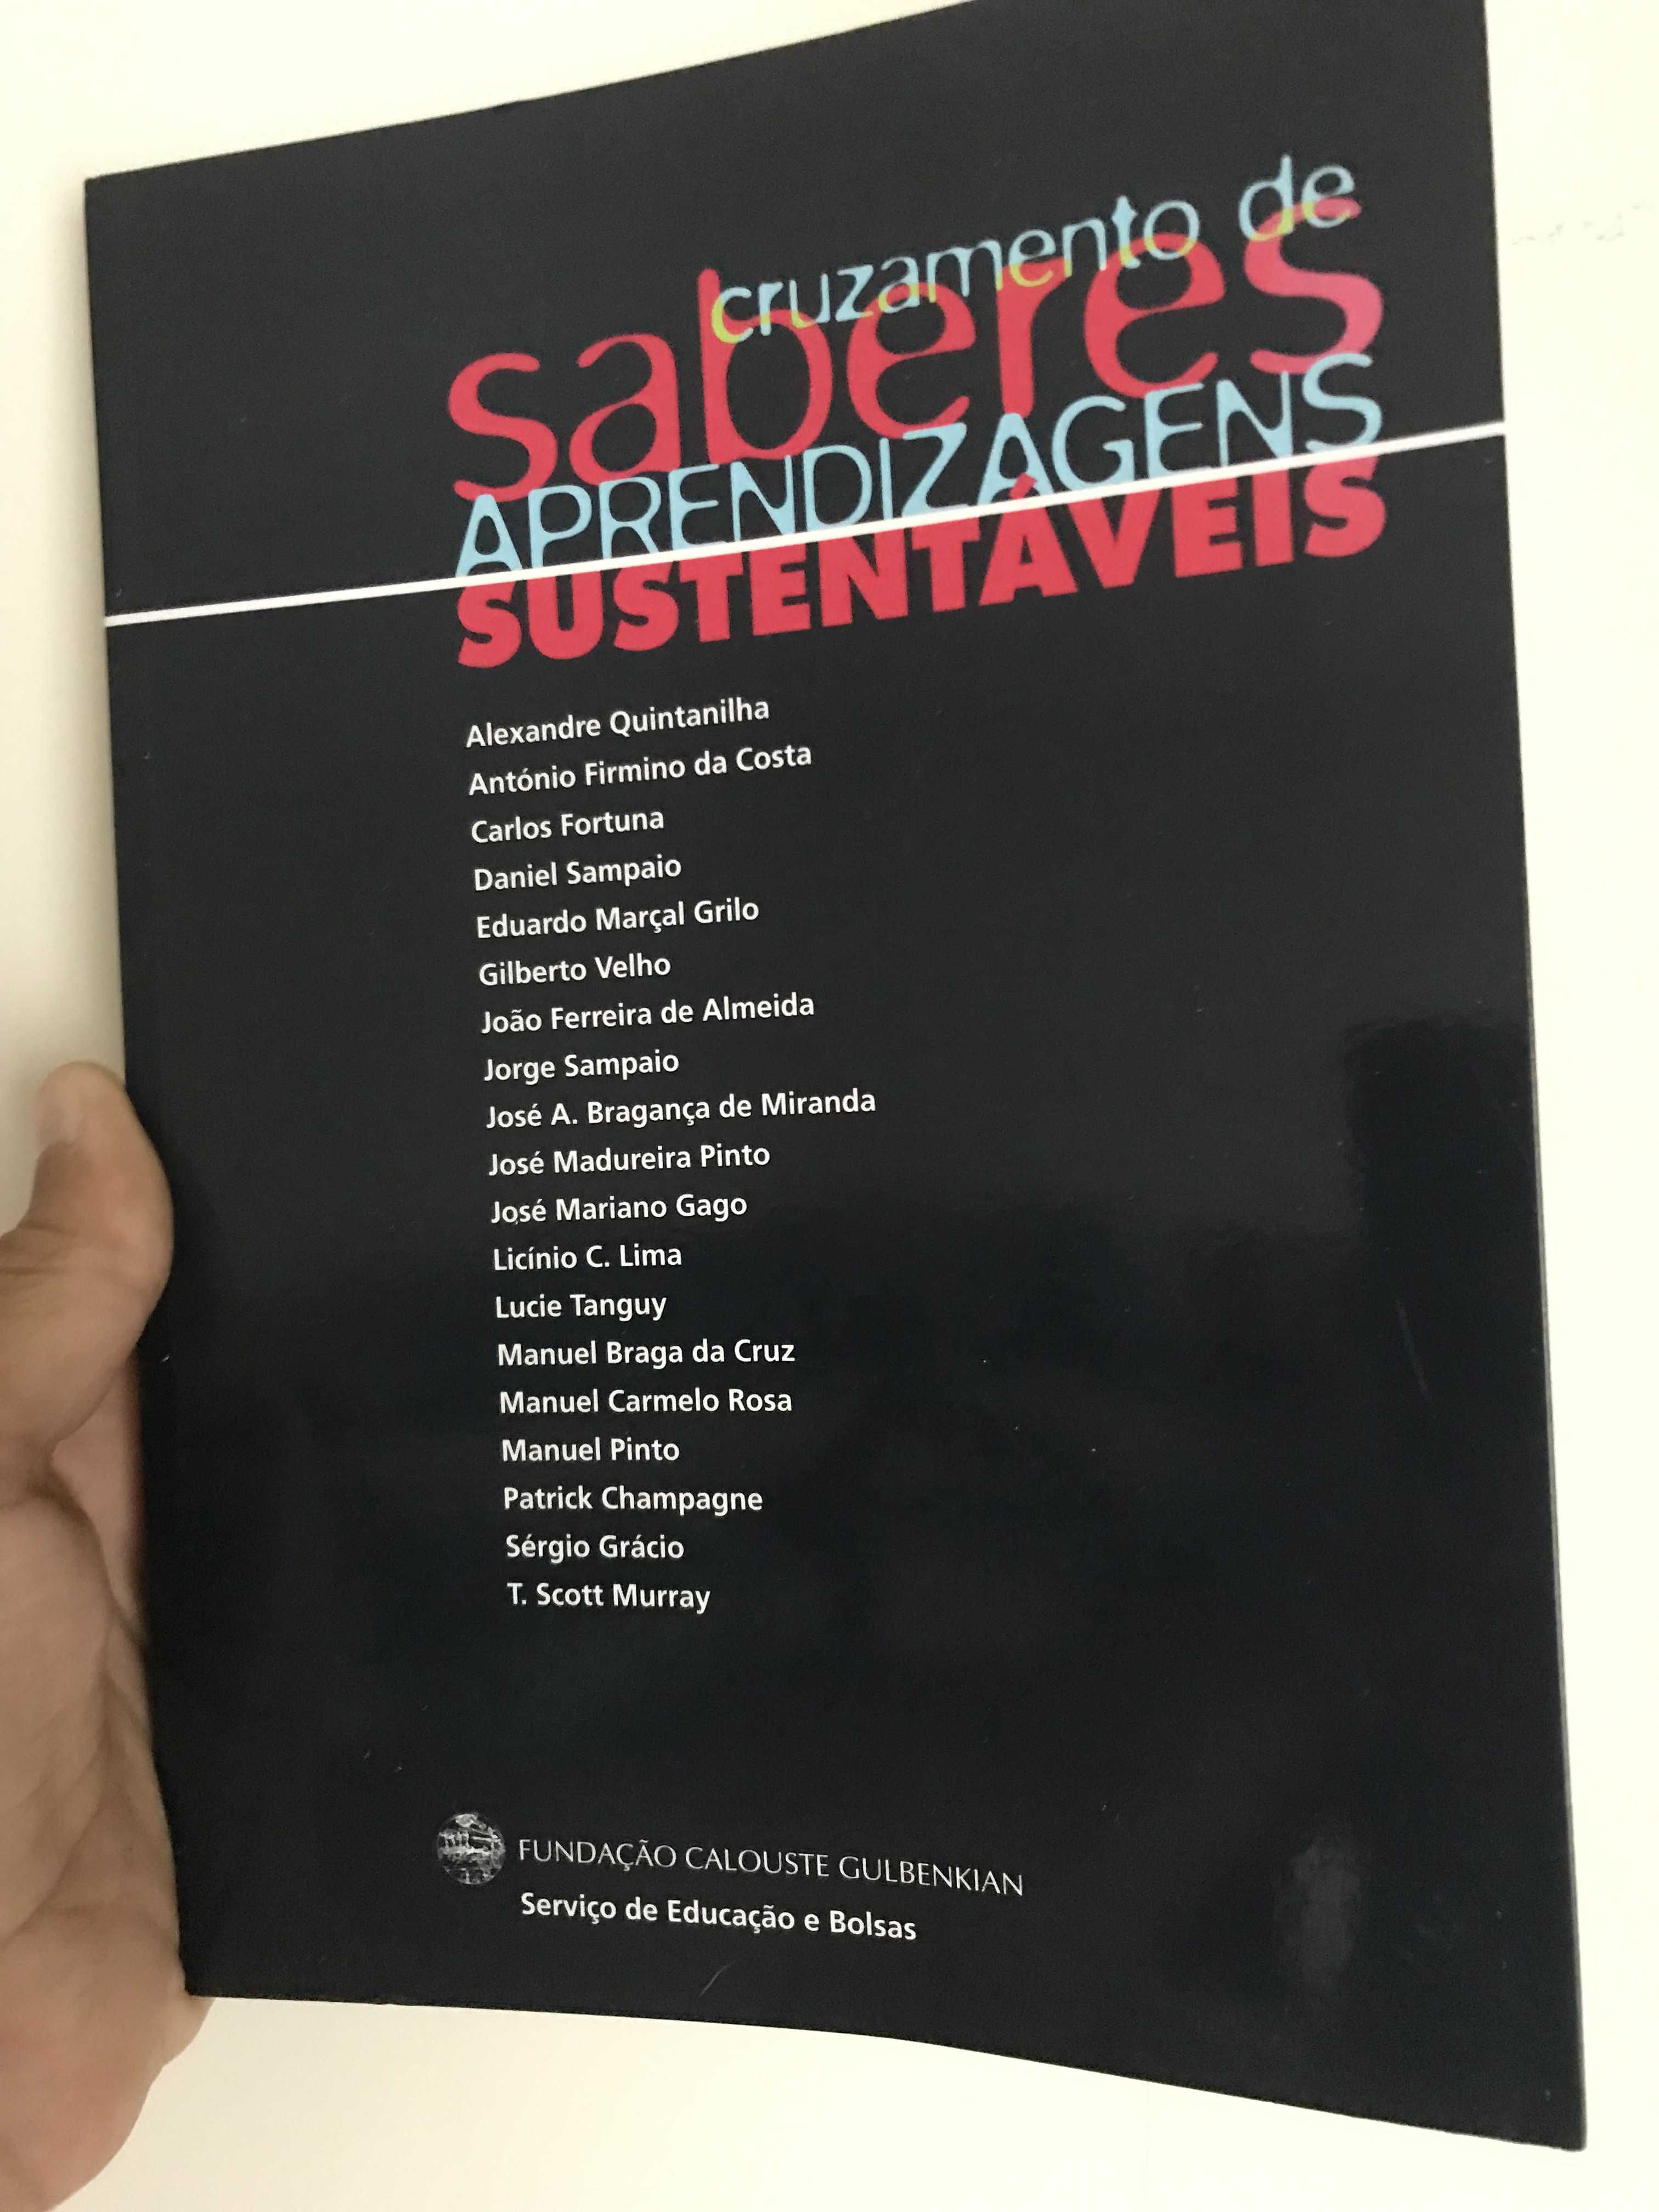 cruzamento de
saberes
APRENDIZAGENS
SUSTENTÁVEIS
Alexandre Quintanilha
António Firmino da Costa
Carlos Fortuna
Daniel Sampaio
Eduardo Marçal Grilo
Gilberto Velho
João Ferreira de Almeida
Jorge Sampaio
José A. Bragança de Miranda
José Madureira Pinto
José Mariano Gago
Licínio C. Lima
Lucie Tanguy
Manuel Braga da Cruz
Manuel Carmelo Rosa
Manuel Pinto
Patrick Champagne
Sérgio Grácio
T. Scott Murray
FUNDAÇÃO CALOUSTE GULBENKIAN
Serviço de Educação e Bolsas